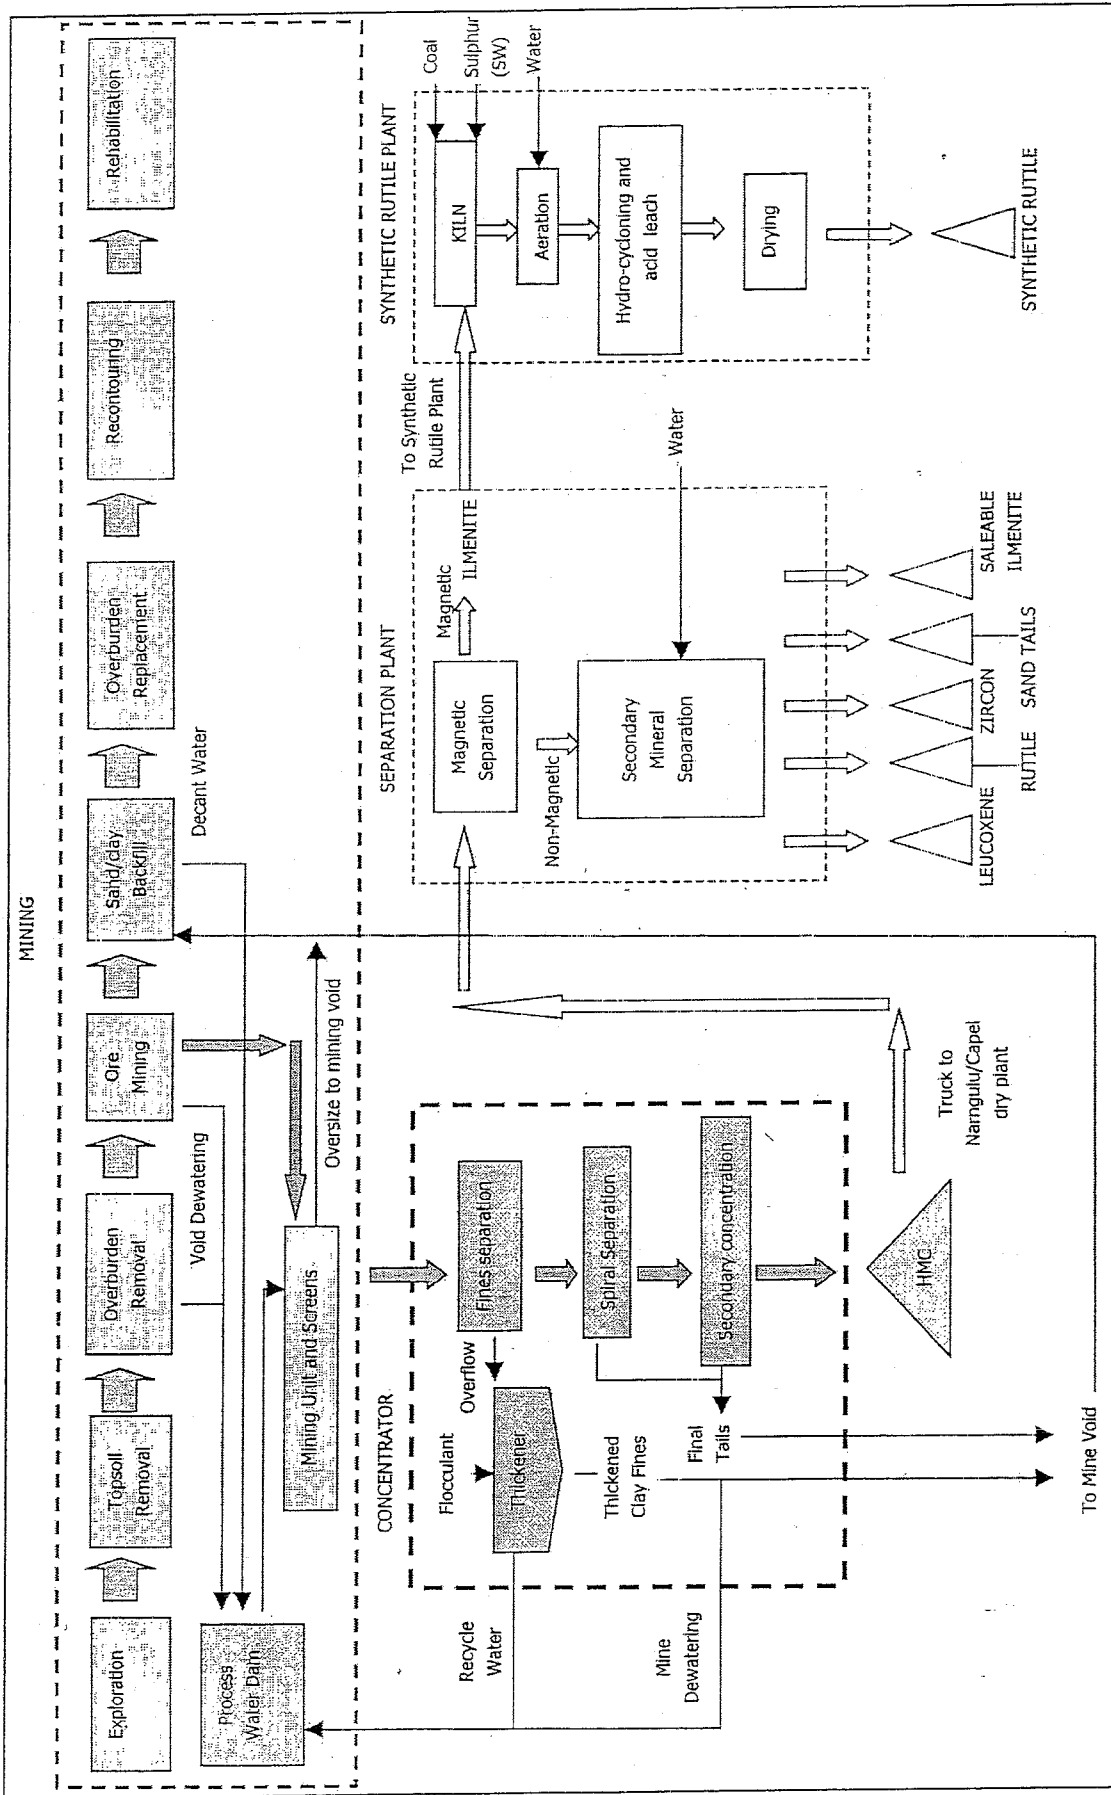 MINING
Exploration
Topsoll
Removal
Overburden
Removal
Ore
Mining
Sand/clay
Backfill
Overburden
Replacement
Recontouring
Rehabilitation
Void Dewatering
Decant Water
Process
Water Dam
Mining Unit and Screens
Oversize to mining void
CONCENTRATOR
Flocculant
Overflow
Fines separation
Thickener
Spiral Separation
Thickened
Clay Fines
Final
Tails
Secondary concentration
HMC
Recycle
Water
Mine
Dewatering
To Mine Void
Truck to
Narngulu/Capel
dry plant
SEPARATION PLANT
Magnetic
Separation
Magnetic
ILMENITE
Non-Magnetic
Secondary
Mineral
Separation
Water
LEUCOXENE
RUTILE
ZIRCON
SAND TAILS
SALEABLE
ILMENITE
To Synthetic
Rutile Plant
SYNTHETIC RUTILE PLANT
KILN
Coal
Sulphur
(SW)
Water
Aeration
Hydro-cycloning and
acid leach
Drying
SYNTHETIC RUTILE